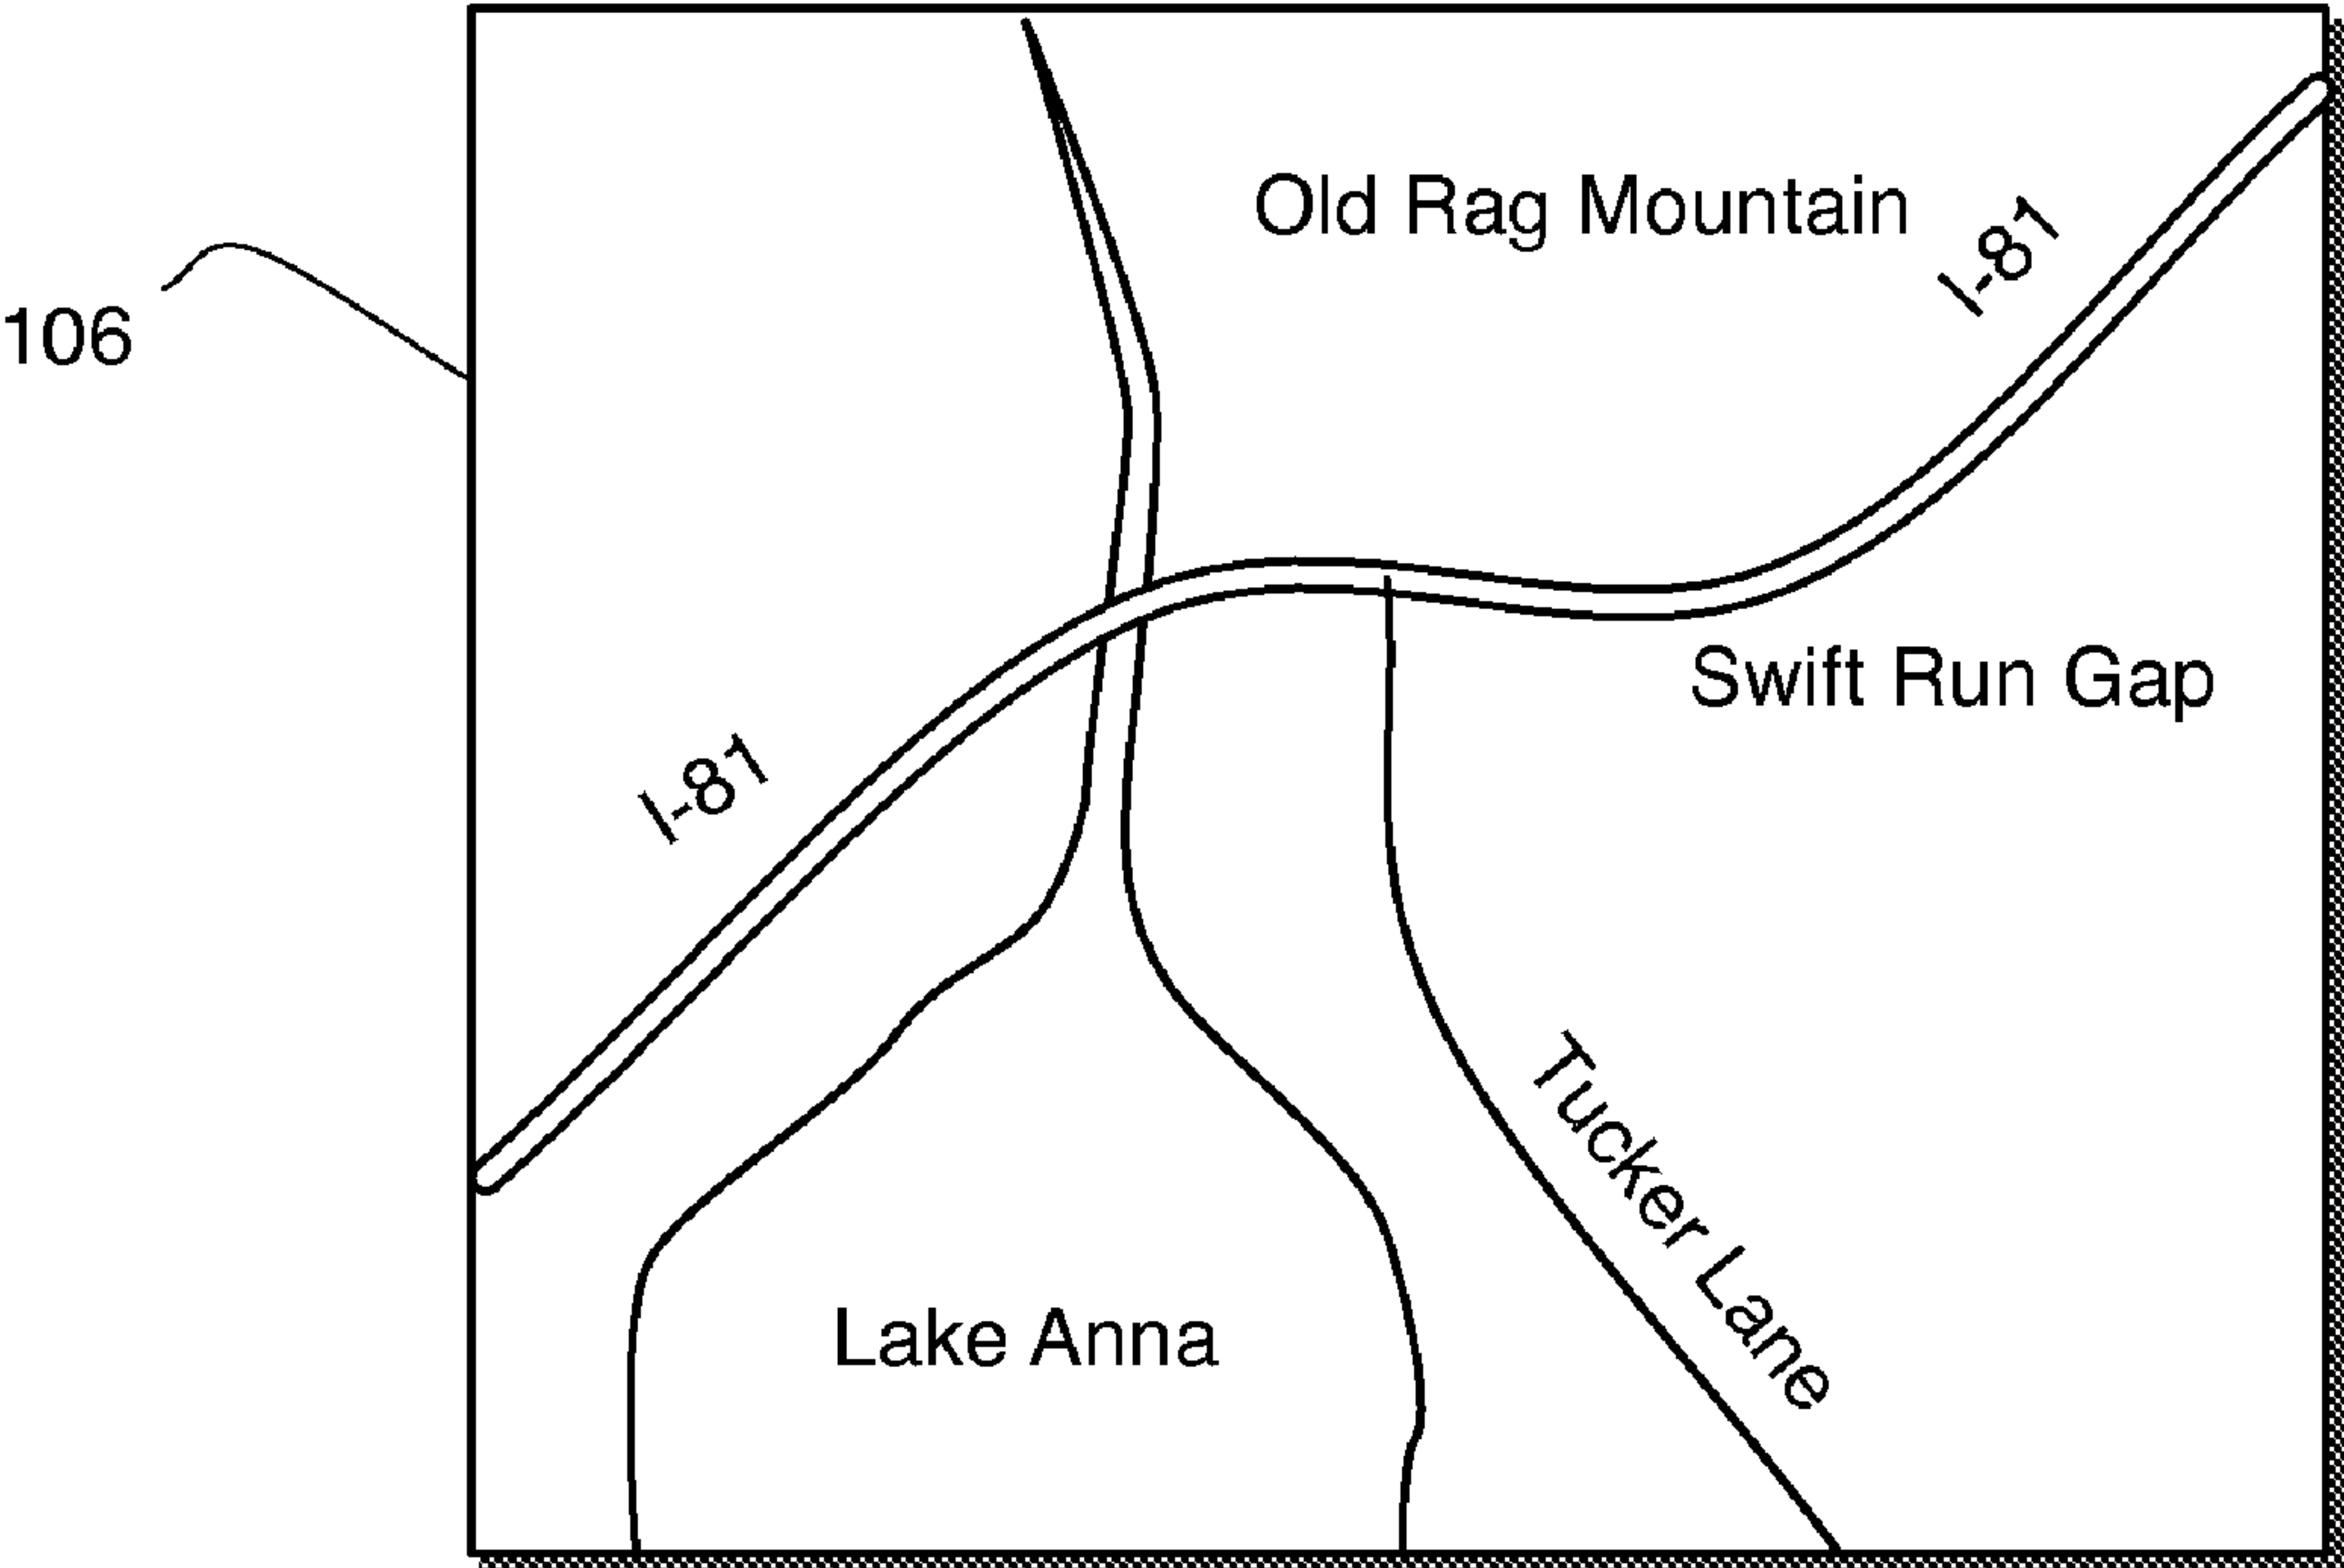 Old Rag Mountain
I-81
106
Swift Run Gap
I-81
Tucker Lane
Lake Anna